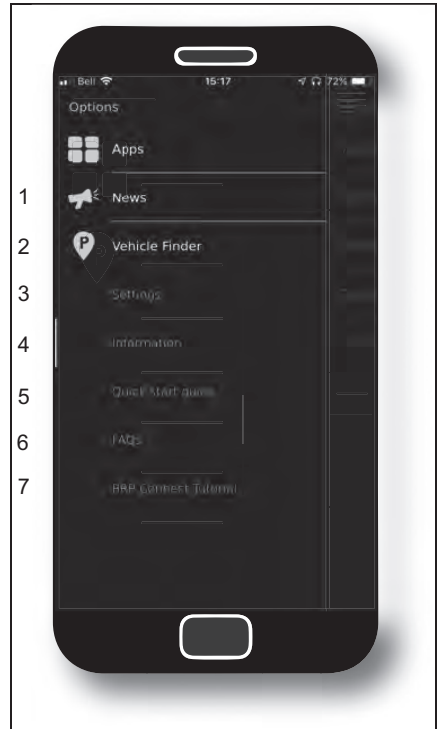 Bell 15:17 72%
Options
Apps
1 News
2 Vehicle Finder
3 Settings
4 Information
5 Quick start guide
6 FAQs
7 BRP Connect Tutorial